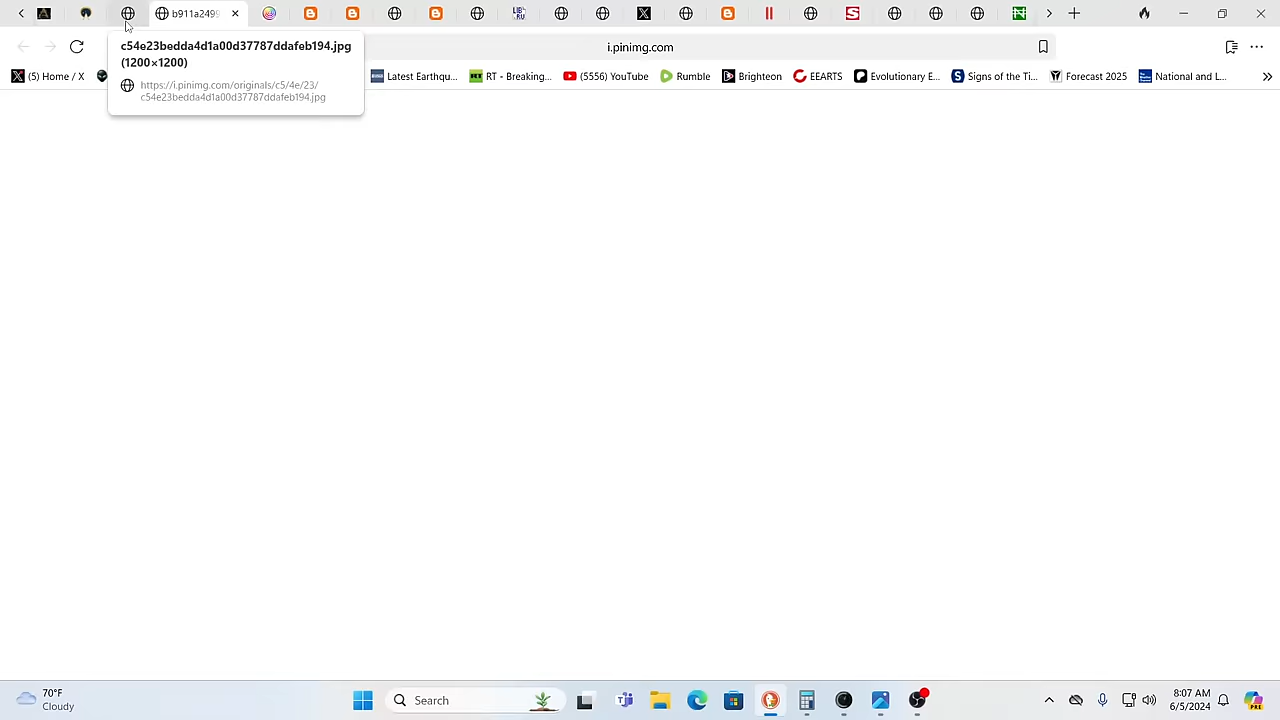 b911a2499
i.pinimg.com
c54e23bedda4d1a00d37787ddafeb194.jpg
(1200×1200)
https://i.pinimg.com/originals/c5/4e/23/
c54e23bedda4d1a00d37787ddafeb194.jpg
(5) Home / X
Latest Earthqu...
RT - Breaking...
(5556) YouTube
Rumble
Brighteon
EEARTS
Evolutionary E...
Signs of the Ti...
Forecast 2025
National and L...
70°F
Cloudy
Search
8:07 AM
6/5/2024